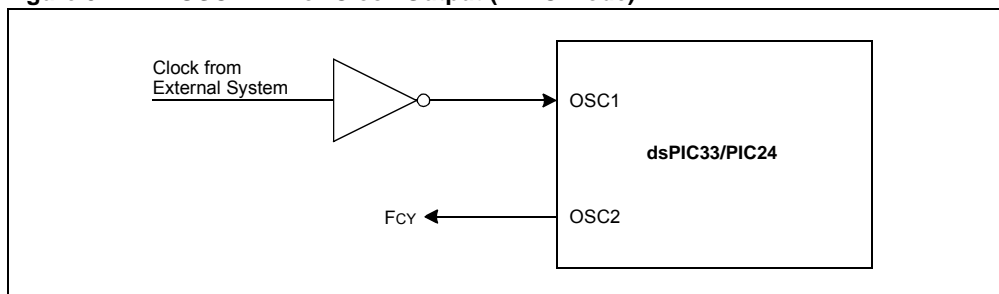 Clock from
External System
OSC1
dsPIC33/PIC24
FCY
OSC2